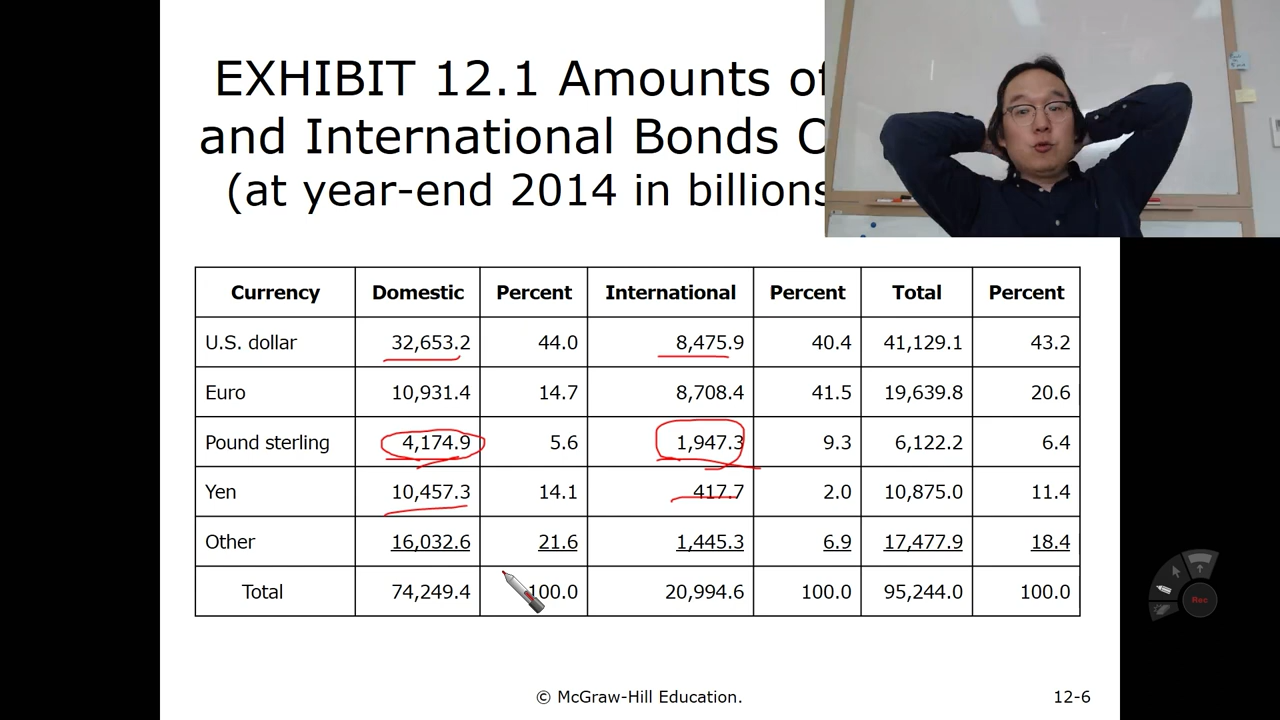 EXHIBIT 12.1 Amounts of
and International Bonds
(at year-end 2014 in billions
Currency Domestic Percent International Percent Total Percent
U.S. dollar 32,653.2 44.0 8,475.9 40.4 41,129.1 43.2
Euro 10,931.4 14.7 8,708.4 41.5 19,639.8 20.6
Pound sterling 4,174.9 5.6 1,947.3 9.3 6,122.2 6.4
Yen 10,457.3 14.1 417.7 2.0 10,875.0 11.4
Other 16,032.6 21.6 1,445.3 6.9 17,477.9 18.4
Total 74,249.4 100.0 20,994.6 100.0 95,244.0 100.0
Rec
© McGraw-Hill Education. 12-6